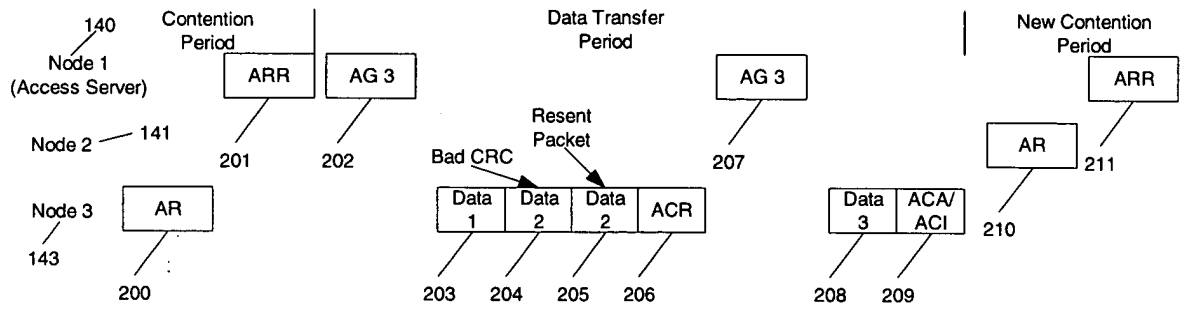 140
Contention
Period
Data Transfer
Period
New Contention
Period
Node 1
(Access Server)
ARR
AG 3
AG 3
ARR
Node 2
141
201
202
Resent
Packet
Bad CRC
207
AR
211
Node 3
AR
Data
1
Data
2
Data
2
ACR
Data
3
ACA/
ACI
210
143
200
203
204
205
206
208
209